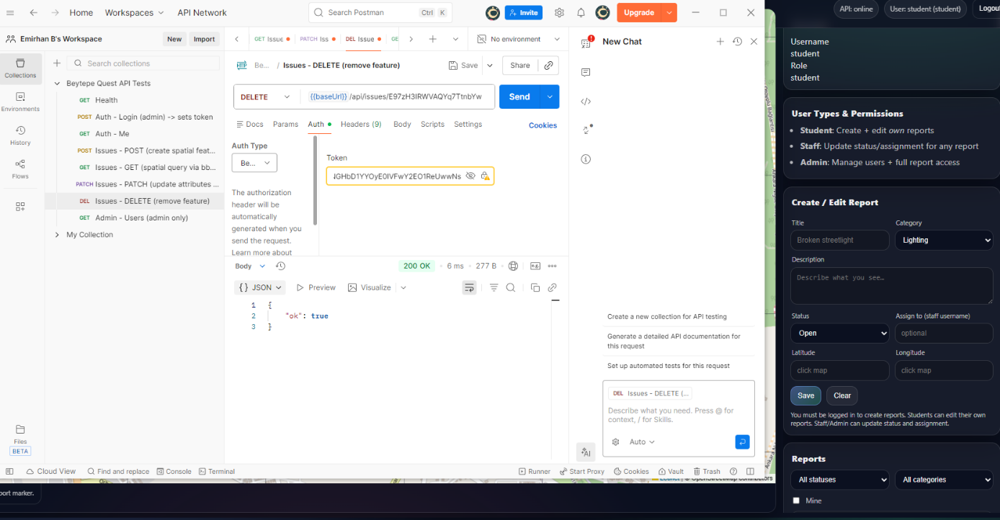 Home Workspaces API Network
Search Postman Ctrl K
Invite
Upgrade
Emirhan B's Workspace New Import
GET Issue PATCH Iss DEL Issue GE
No environment
New Chat
Collections
Environments
History
Flows
Files
BETA
Search collections
Beytepe Quest API Tests
GET Health
POST Auth - Login (admin) -> sets token
GET Auth - Me
POST Issues - POST (create spatial feat...
GET Issues - GET (spatial query via bb...
PATCH Issues - PATCH (update attributes ...
DEL Issues - DELETE (remove feature)
GET Admin - Users (admin only)
My Collection
HTTP Be... / Issues - DELETE (remove feature) Save Share
DELETE {{baseUrl}} /api/issues/E97zH3IRWVAQYq7TtnbYw Send
Docs Params Auth Headers (9) Body Scripts Settings Cookies
Auth Type
Be...
The authorization
header will be
automatically
generated when you
send the request.
Learn more about
Token
GHbD1YYOyE0IVFwY2EO1ReUwwNs
Body 200 OK • 6 ms • 277 B
{} JSON Preview Visualize
1 {
2 "ok": true
3 }
Create a new collection for API testing
Generate a detailed API documentation for
this request
Set up automated tests for this request
DEL Issues - DELETE (...
Describe what you need. Press @ for
context, / for Skills.
Auto
AI
Cloud View Find and replace Console Terminal Runner Start Proxy Cookies Vault Trash
Leaflet | © OpenStreetMap contributors
port marker.
API: online User: student (student) Logou
Username
student
Role
student
User Types & Permissions
• Student: Create + edit own reports
• Staff: Update status/assignment for any report
• Admin: Manage users + full report access
Create / Edit Report
Title Category
Broken streetlight Lighting
Description
Describe what you see…
Status Assign to (staff username)
Open optional
Latitude Longitude
click map click map
Save Clear
You must be logged in to create reports. Students can edit their own
reports. Staff/Admin can update status and assignment.
Reports
All statuses All categories
Mine